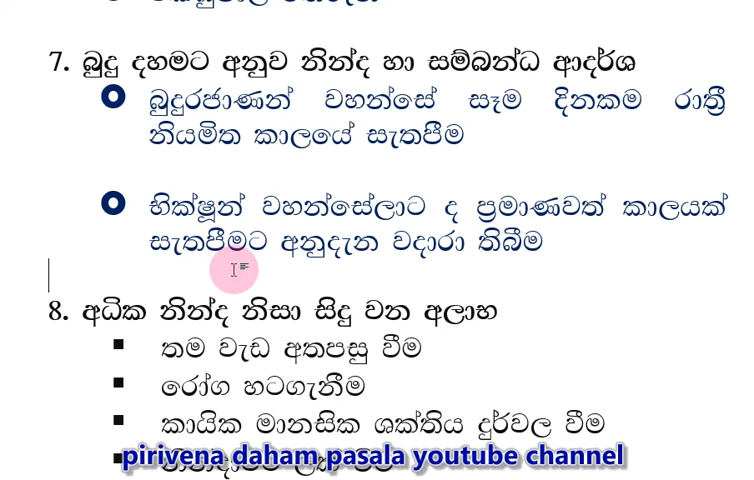 7. බුදු දහමට අනුව නින්ද හා සම්බන්ධ ආදර්ශ
බුදුරජාණන් වහන්සේ සෑම දිනකම රාත්‍රී
නියමිත කාලයේ සැතපීම
භික්ෂූන් වහන්සේලාට ද ප්‍රමාණවත් කාලයක්
සැතපීමට අනුදැන වදාරා තිබීම
8. අධික නින්ද නිසා සිදු වන අලාභ
තම වැඩ අතපසු වීම
රෝග හටගැනීම
කායික මානසික ශක්තිය දුර්වල වීම
pirivena daham pasala youtube channel